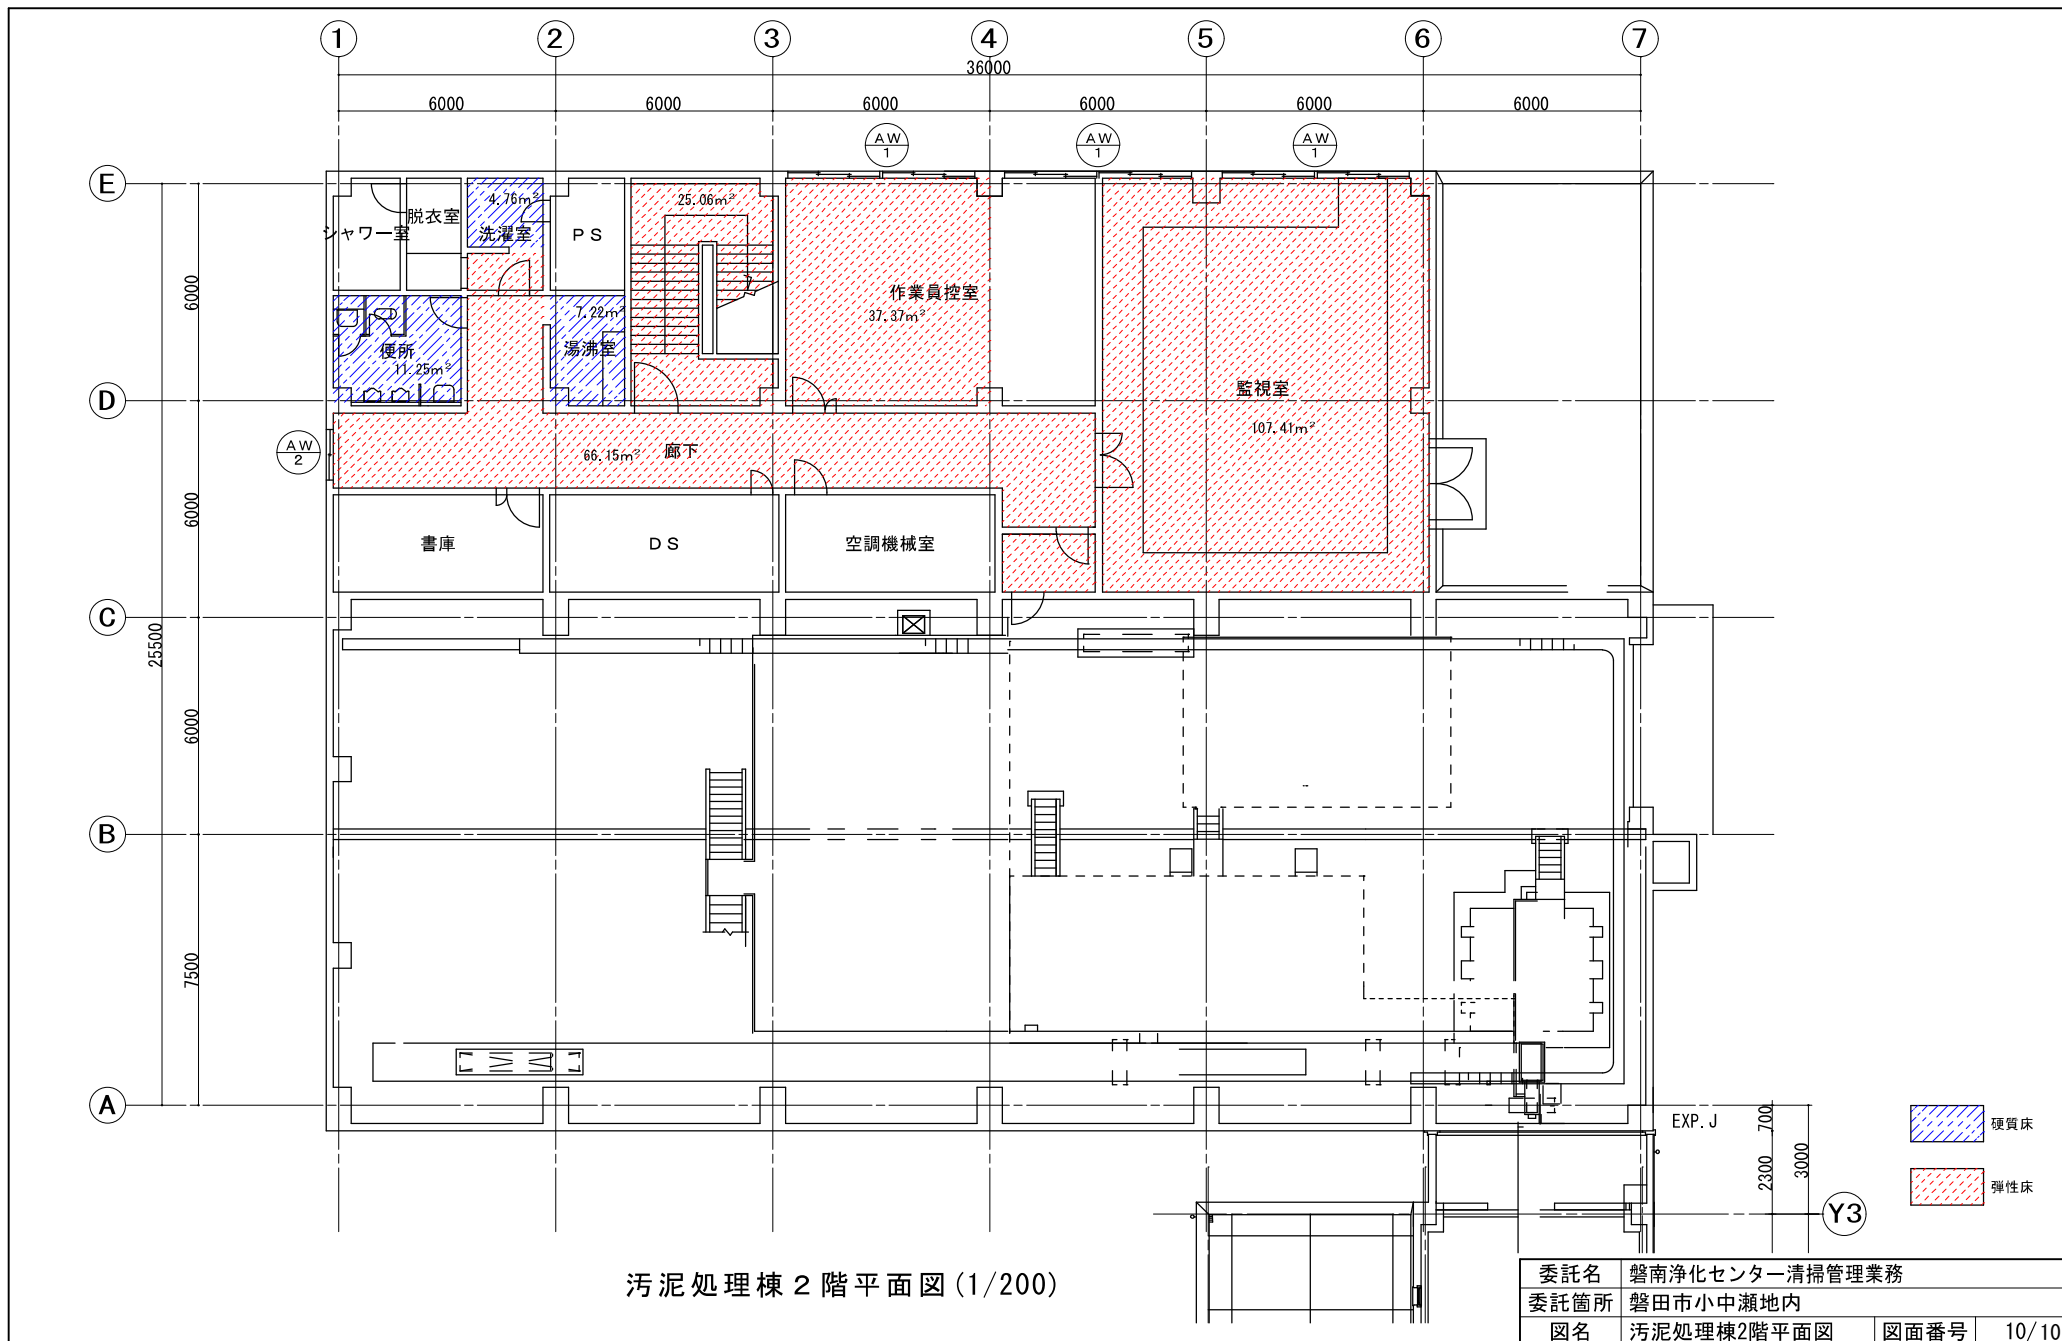 1 2 3 4 5 6 7
36000
6000 6000 6000 6000 6000 6000
AW 1
AW 1
AW 1
E
D
C
B
A
25500
6000
6000
6000
7500
AW 2
シャワー室
脱衣室
4.76m²
洗濯室
PS
25.06m²
作業員控室
37.37m²
7.22m²
湯沸室
便所
11.25m²
監視室
107.41m²
66.15m²
廊下
書庫
DS
空調機械室
EXP.J
700
2300
3000
Y3
硬質床
弾性床
汚泥処理棟2階平面図(1/200)
委託名 磐南浄化センター清掃管理業務
委託箇所 磐田市小中瀬地内
図名 汚泥処理棟2階平面図 図面番号 10/10